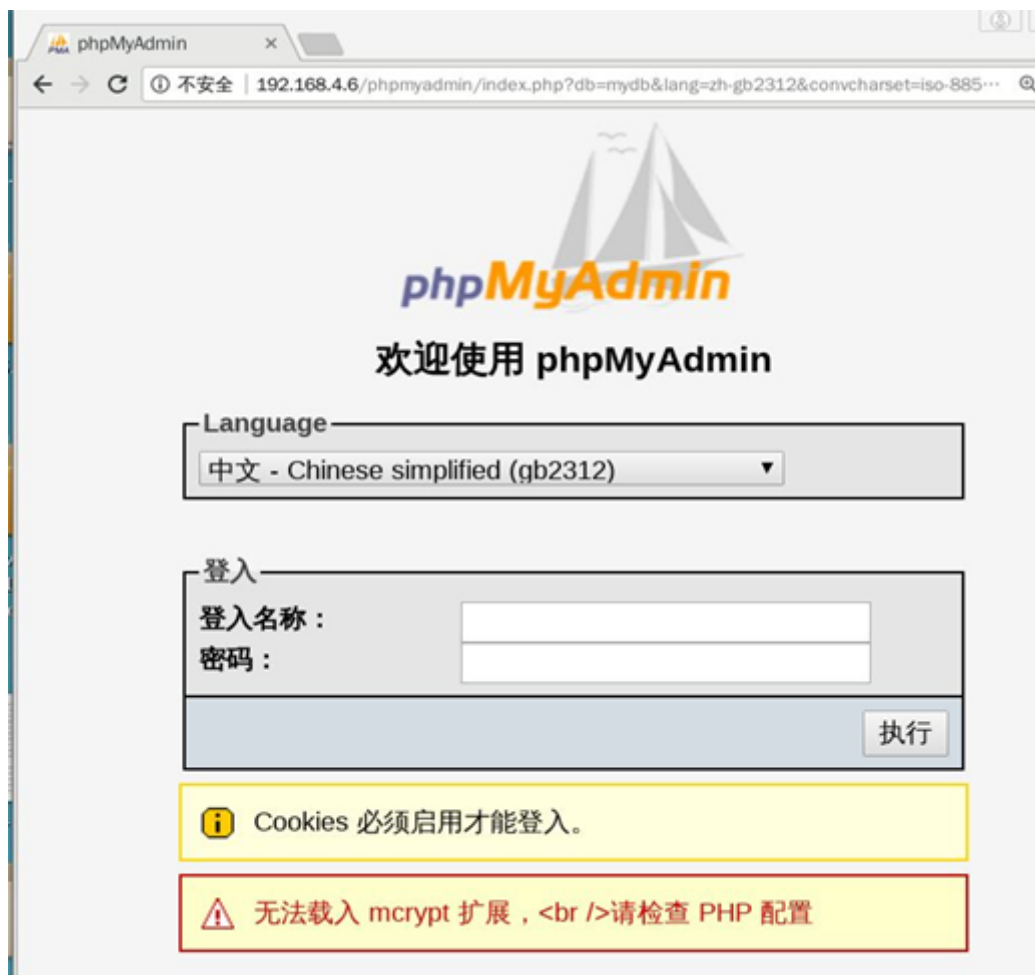 phpMyAdmin
不安全 192.168.4.6/phpmyadmin/index.php?db=mydb&lang=zh-gb2312&convcharset=iso-885···
phpMyAdmin
欢迎使用 phpMyAdmin
Language
中文 - Chinese simplified (gb2312)
登入
登入名称：
密码：
执行
Cookies 必须启用才能登入。
无法载入 mcrypt 扩展，<br />请检查 PHP 配置